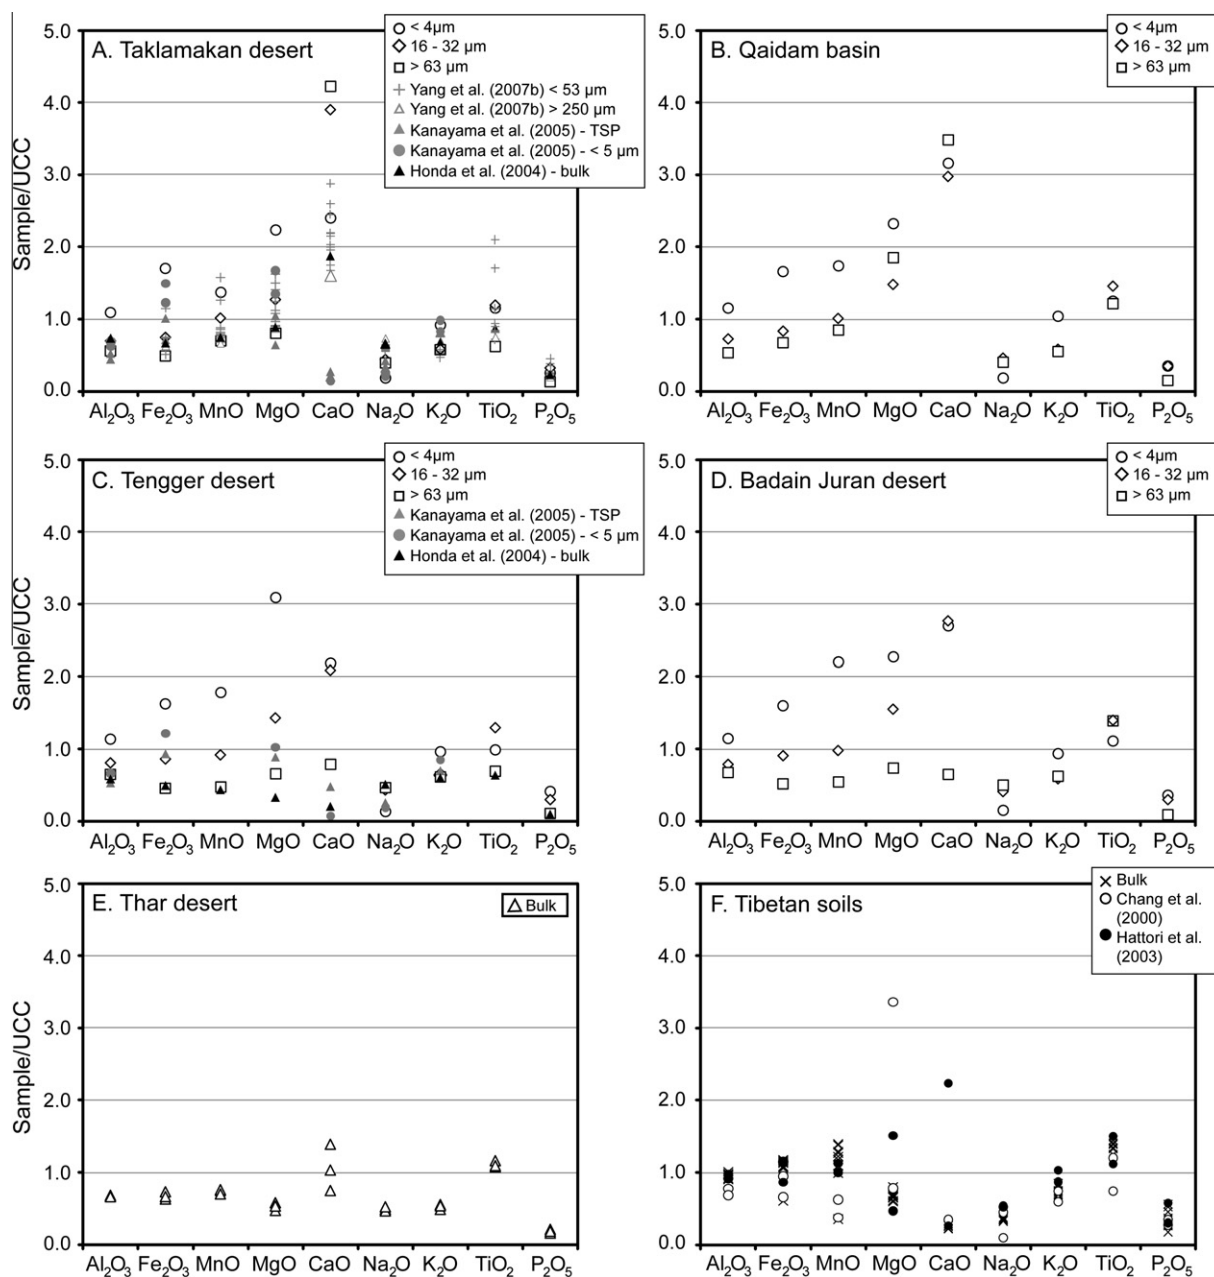 A. Taklamakan desert
< 4µm
16 - 32 µm
> 63 µm
Yang et al. (2007b) < 53 µm
Yang et al. (2007b) > 250 µm
Kanayama et al. (2005) - TSP
Kanayama et al. (2005) - < 5 µm
Honda et al. (2004) - bulk
Sample/UCC
5.0
4.0
3.0
2.0
1.0
0.0
Al₂O₃ Fe₂O₃ MnO MgO CaO Na₂O K₂O TiO₂ P₂O₅
B. Qaidam basin
< 4µm
16 - 32 µm
> 63 µm
5.0
4.0
3.0
2.0
1.0
0.0
Al₂O₃ Fe₂O₃ MnO MgO CaO Na₂O K₂O TiO₂ P₂O₅
C. Tengger desert
< 4µm
16 - 32 µm
> 63 µm
Kanayama et al. (2005) - TSP
Kanayama et al. (2005) - < 5 µm
Honda et al. (2004) - bulk
Sample/UCC
5.0
4.0
3.0
2.0
1.0
0.0
Al₂O₃ Fe₂O₃ MnO MgO CaO Na₂O K₂O TiO₂ P₂O₅
D. Badain Juran desert
< 4µm
16 - 32 µm
> 63 µm
5.0
4.0
3.0
2.0
1.0
0.0
Al₂O₃ Fe₂O₃ MnO MgO CaO Na₂O K₂O TiO₂ P₂O₅
E. Thar desert
Bulk
Sample/UCC
5.0
4.0
3.0
2.0
1.0
0.0
Al₂O₃ Fe₂O₃ MnO MgO CaO Na₂O K₂O TiO₂ P₂O₅
F. Tibetan soils
Bulk
Chang et al.
(2000)
Hattori et al.
(2003)
5.0
4.0
3.0
2.0
1.0
0.0
Al₂O₃ Fe₂O₃ MnO MgO CaO Na₂O K₂O TiO₂ P₂O₅